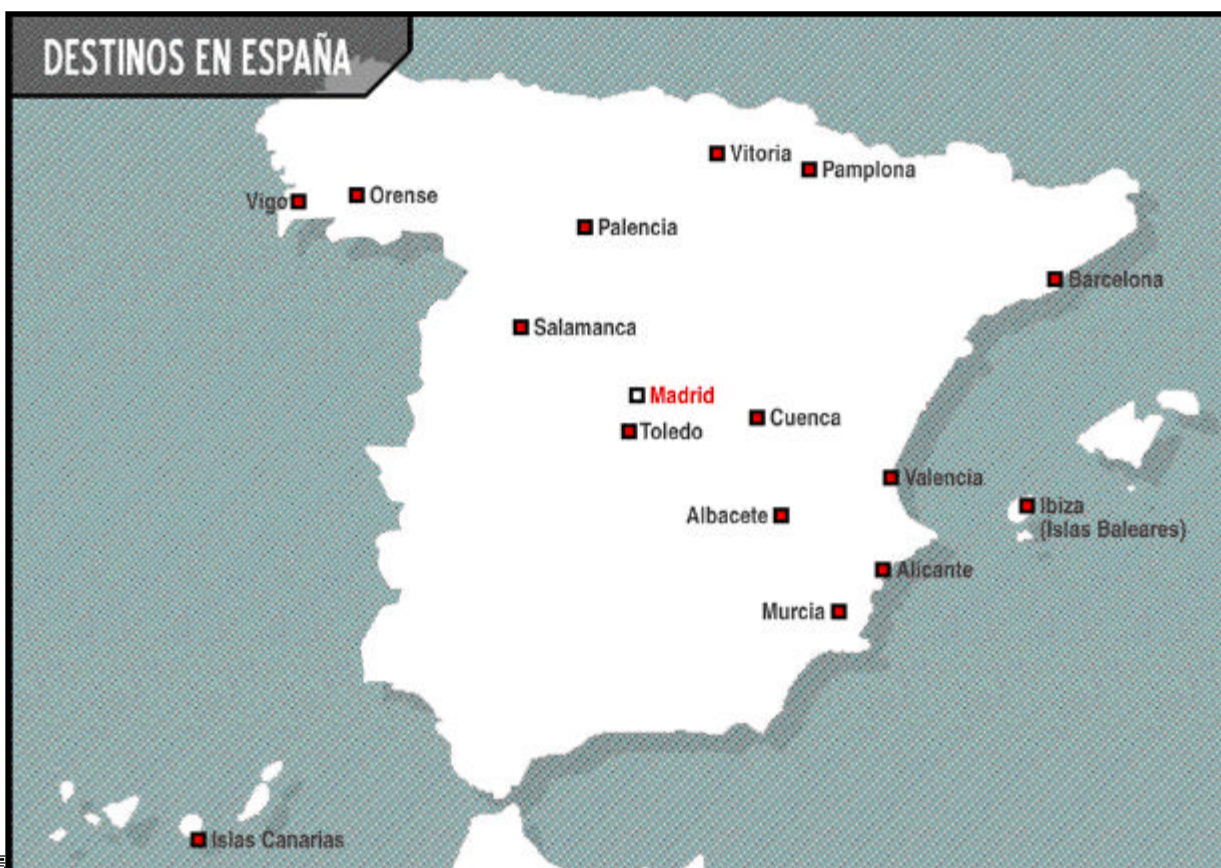 DESTINOS EN ESPAÑA
Vitoria
Pamplona
Vigo
Orense
Palencia
Barcelona
Salamanca
Madrid
Cuenca
Toledo
Valencia
Ibiza
(Islas Baleares)
Albacete
Alicante
Murcia
Islas Canarias